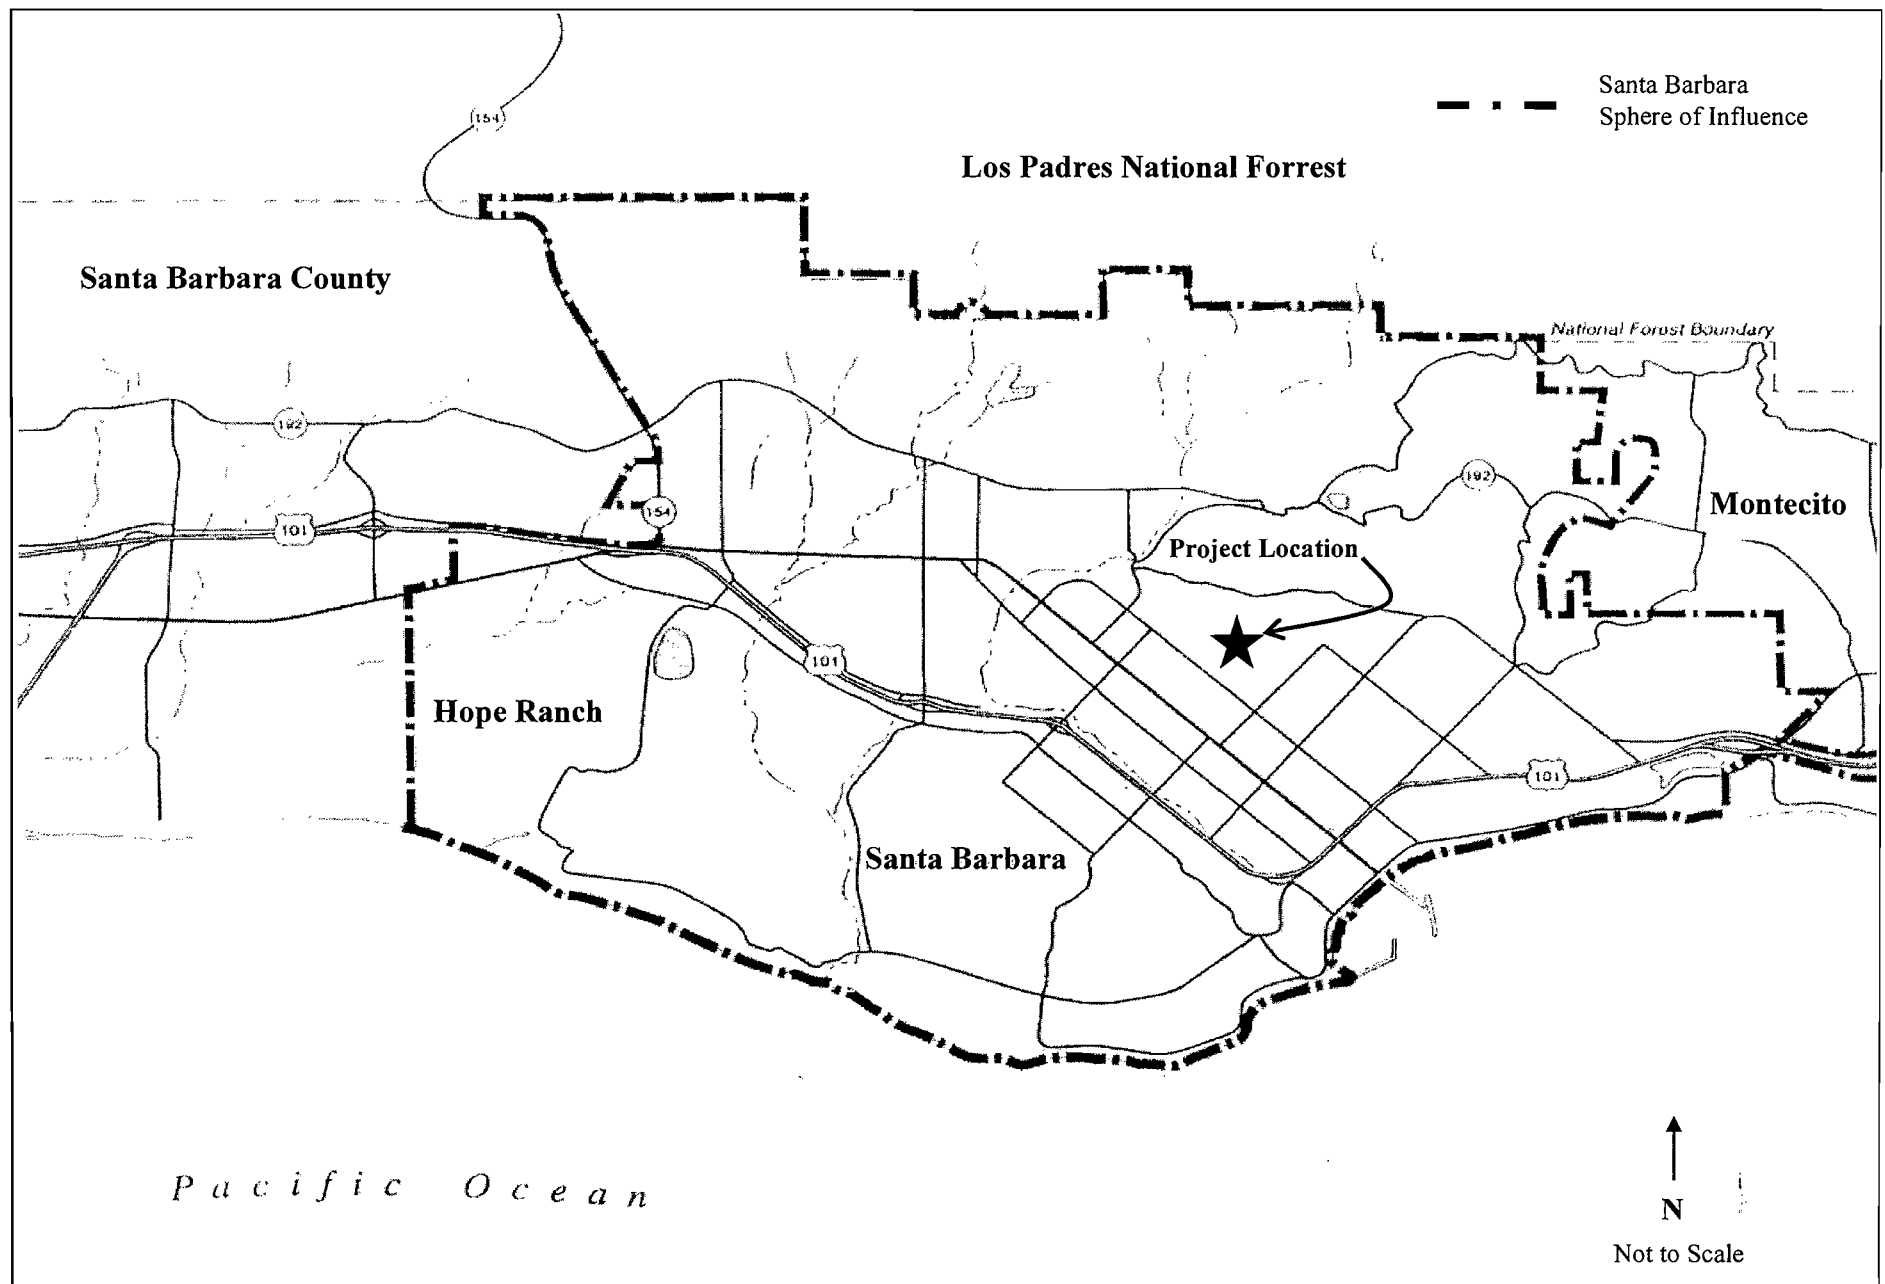 Santa Barbara
Sphere of Influence
154
Los Padres National Forrest
Santa Barbara County
National Forest Boundary
192
192
Montecito
154
101
Project Location
101
Hope Ranch
101
Santa Barbara
Pacific Ocean
N
Not to Scale